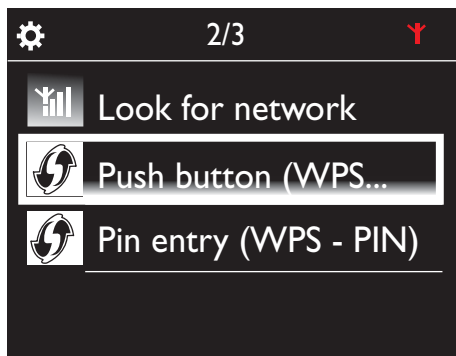 2/3
Look for network
Push button (WPS...
Pin entry (WPS - PIN)